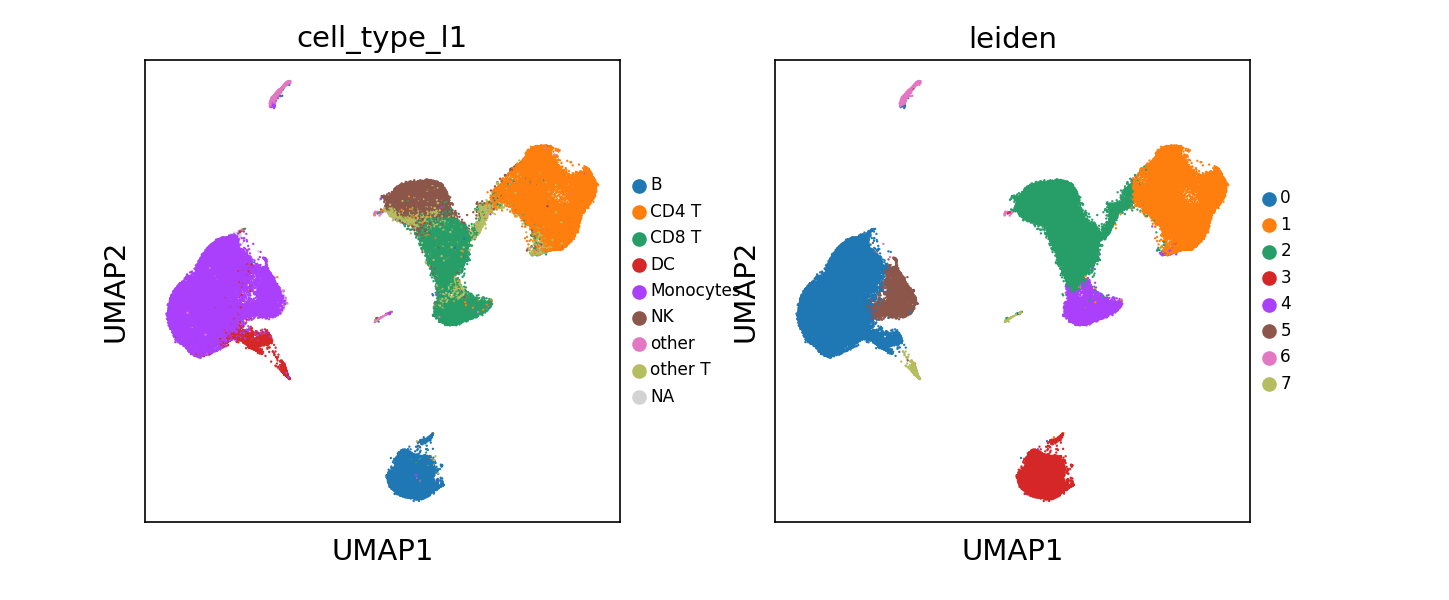 cell_type_l1
UMAP2
UMAP1
B
CD4 T
CD8 T
DC
Monocytes
NK
other
other T
NA
leiden
UMAP2
UMAP1
0
1
2
3
4
5
6
7